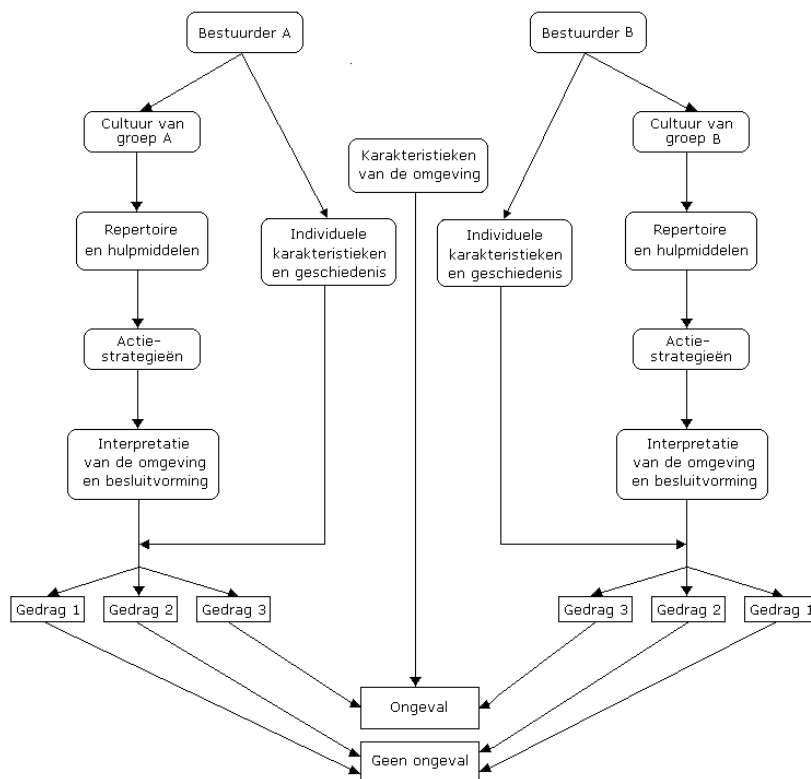 Bestuurder A
Bestuurder B
Cultuur van
groep A
Karakteristieken
van de omgeving
Cultuur van
groep B
Repertoire
en hulpmiddelen
Individuele
karakteristieken
en geschiedenis
Individuele
karakteristieken
en geschiedenis
Repertoire
en hulpmiddelen
Actie-
strategieën
Actie-
strategieën
Interpretatie
van de omgeving
en besluitvorming
Interpretatie
van de omgeving
en besluitvorming
Gedrag 1
Gedrag 2
Gedrag 3
Gedrag 3
Gedrag 2
Gedrag 1
Ongeval
Geen ongeval